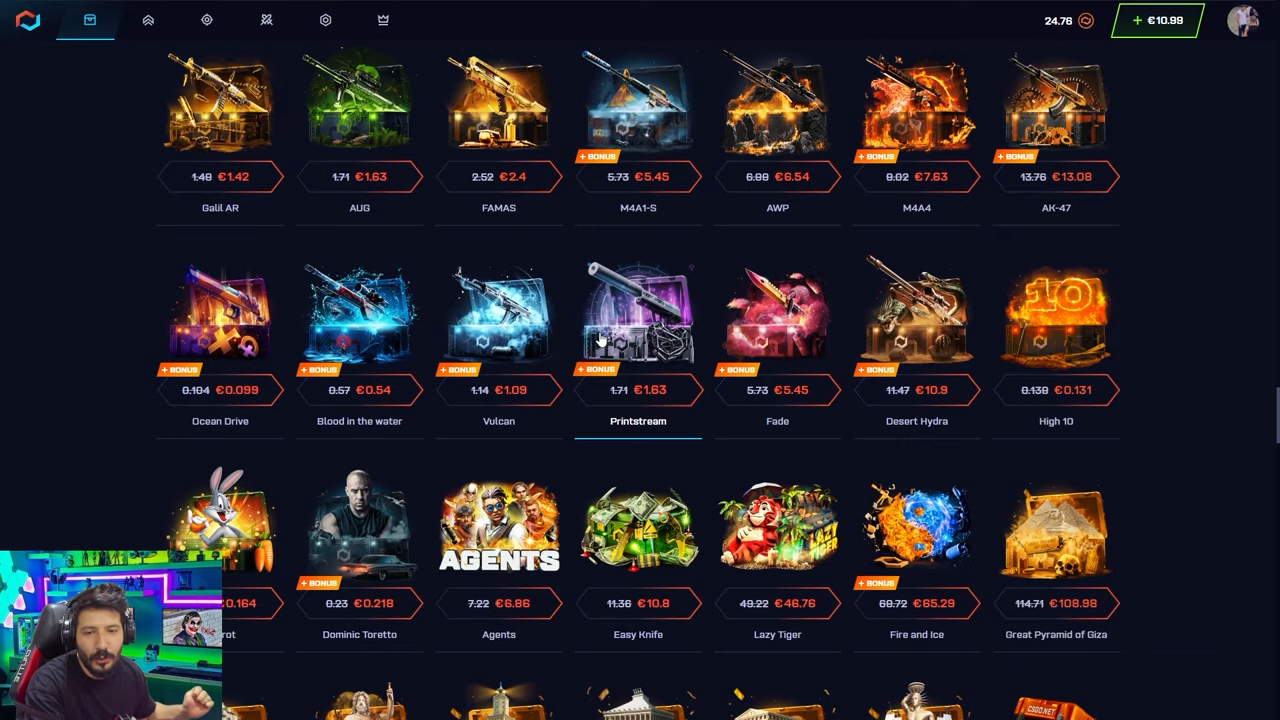 24.76
+ €10.99
1.48 €1.42
1.71 €1.63
2.52 €2.4
+ BONUS
5.73 €5.45
6.88 €6.54
+ BONUS
8.02 €7.63
+ BONUS
13.76 €13.08
Galil AR
AUG
FAMAS
M4A1-S
AWP
M4A4
AK-47
10
+ BONUS
0.104 €0.099
+ BONUS
0.57 €0.54
+ BONUS
1.14 €1.09
+ BONUS
1.71 €1.63
+ BONUS
5.73 €5.45
+ BONUS
11.47 €10.9
0.138 €0.131
Ocean Drive
Blood in the water
Vulcan
Printstream
Fade
Desert Hydra
High 10
AGENTS
LAZY TIGER
€0.164
+ BONUS
0.23 €0.218
7.22 €6.86
11.36 €10.8
49.22 €46.76
+ BONUS
68.72 €65.29
114.71 €108.98
rot
Dominic Toretto
Agents
Easy Knife
Lazy Tiger
Fire and Ice
Great Pyramid of Giza
CSGO.NET